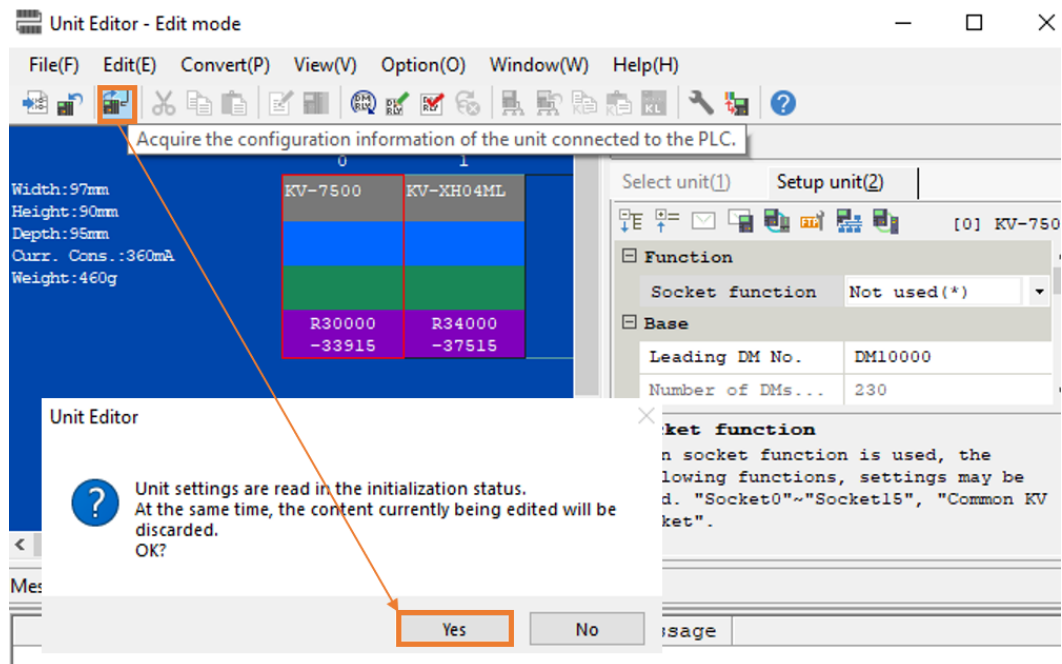 Unit Editor - Edit mode
File(F) Edit(E) Convert(P) View(V) Option(O) Window(W) Help(H)
Acquire the configuration information of the unit connected to the PLC.
0 1
Width:97mm
Height:90mm
Depth:95mm
Curr. Cons.:360mA
Weight:460g
KV-7500 KV-XH04ML
R30000 R34000
-33915 -37515
Select unit(1) Setup unit(2)
[0] KV-750
Function
Socket function Not used(*)
Base
Leading DM No. DM10000
Number of DMs... 230
ket function
n socket function is used, the
lowing functions, settings may be
d. "Socket0"~"Socket15", "Common KV
ket".
Unit Editor
Unit settings are read in the initialization status.
At the same time, the content currently being edited will be
discarded.
OK?
Yes No
Mes
ssage